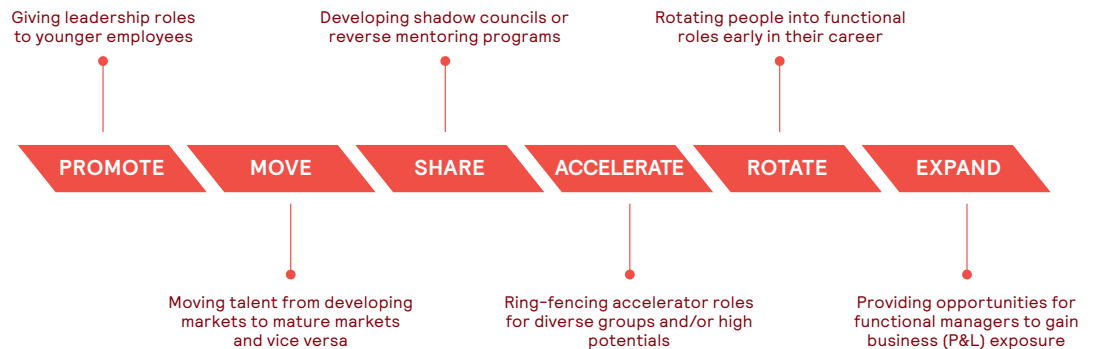 Giving leadership roles
to younger employees
Developing shadow councils or
reverse mentoring programs
Rotating people into functional
roles early in their career
PROMOTE
MOVE
SHARE
ACCELERATE
ROTATE
EXPAND
Moving talent from developing
markets to mature markets
and vice versa
Ring-fencing accelerator roles
for diverse groups and/or high
potentials
Providing opportunities for
functional managers to gain
business (P&L) exposure